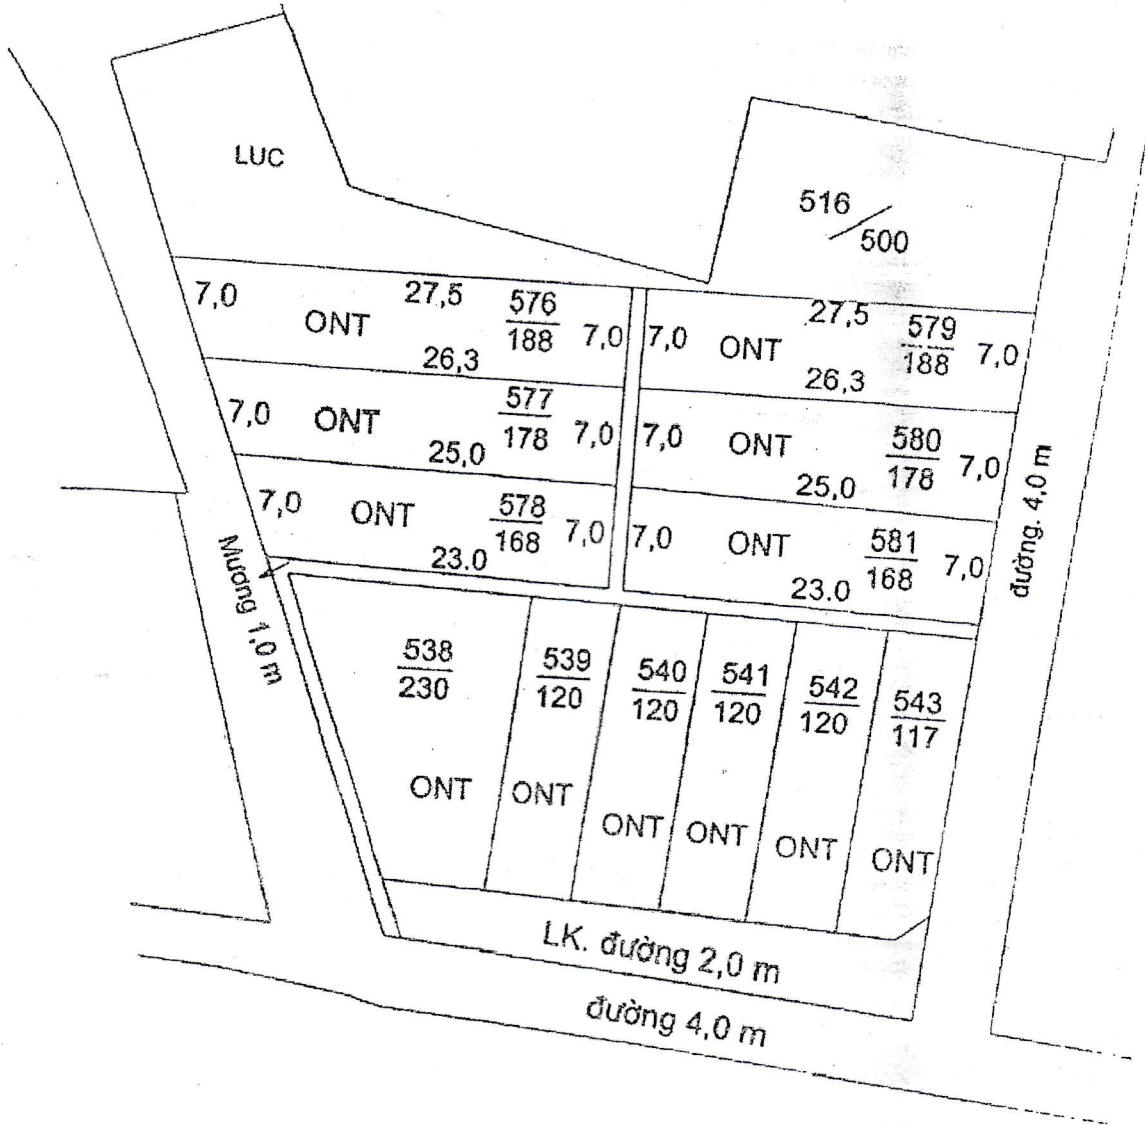 LUC
516
500
7,0
ONT
27,5
26,3
576
188
7,0
7,0
ONT
27,5
26,3
579
188
7,0
7,0
ONT
25,0
577
178
7,0
7,0
ONT
25,0
580
178
7,0
7,0
ONT
23.0
578
168
7,0
7,0
ONT
23.0
581
168
7,0
đường. 4,0 m
Mương 1,0 m
538
230
ONT
539
120
ONT
540
120
ONT
541
120
ONT
542
120
ONT
543
117
ONT
LK. đường 2,0 m
đường 4,0 m